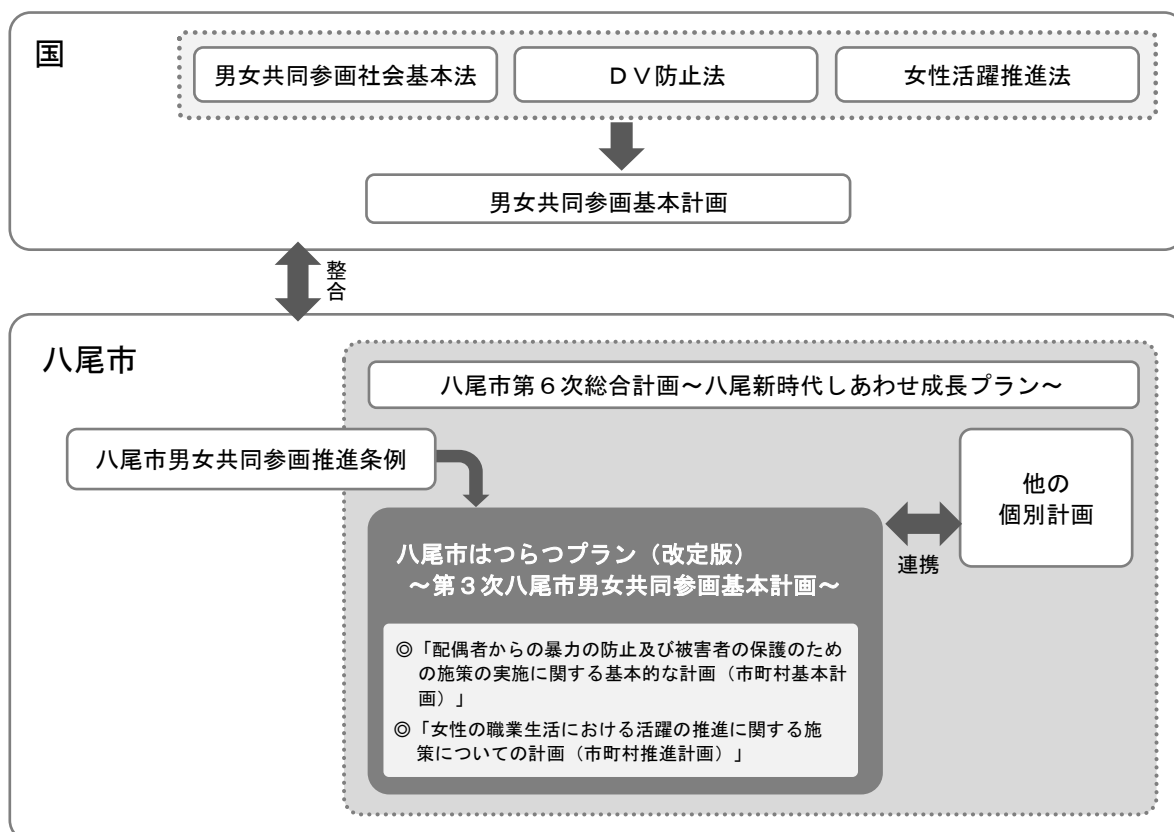 国
男女共同参画社会基本法
DV防止法
女性活躍推進法
男女共同参画基本計画
整合
八尾市
八尾市第6次総合計画～八尾新時代しあわせ成長プラン～
八尾市男女共同参画推進条例
他の
個別計画
連携
八尾市はつらつプラン（改定版）
～第3次八尾市男女共同参画基本計画～
◎「配偶者からの暴力の防止及び被害者の保護のため
の施策の実施に関する基本的な計画（市町村基本計
画）」
◎「女性の職業生活における活躍の推進に関する施
策についての計画（市町村推進計画）」